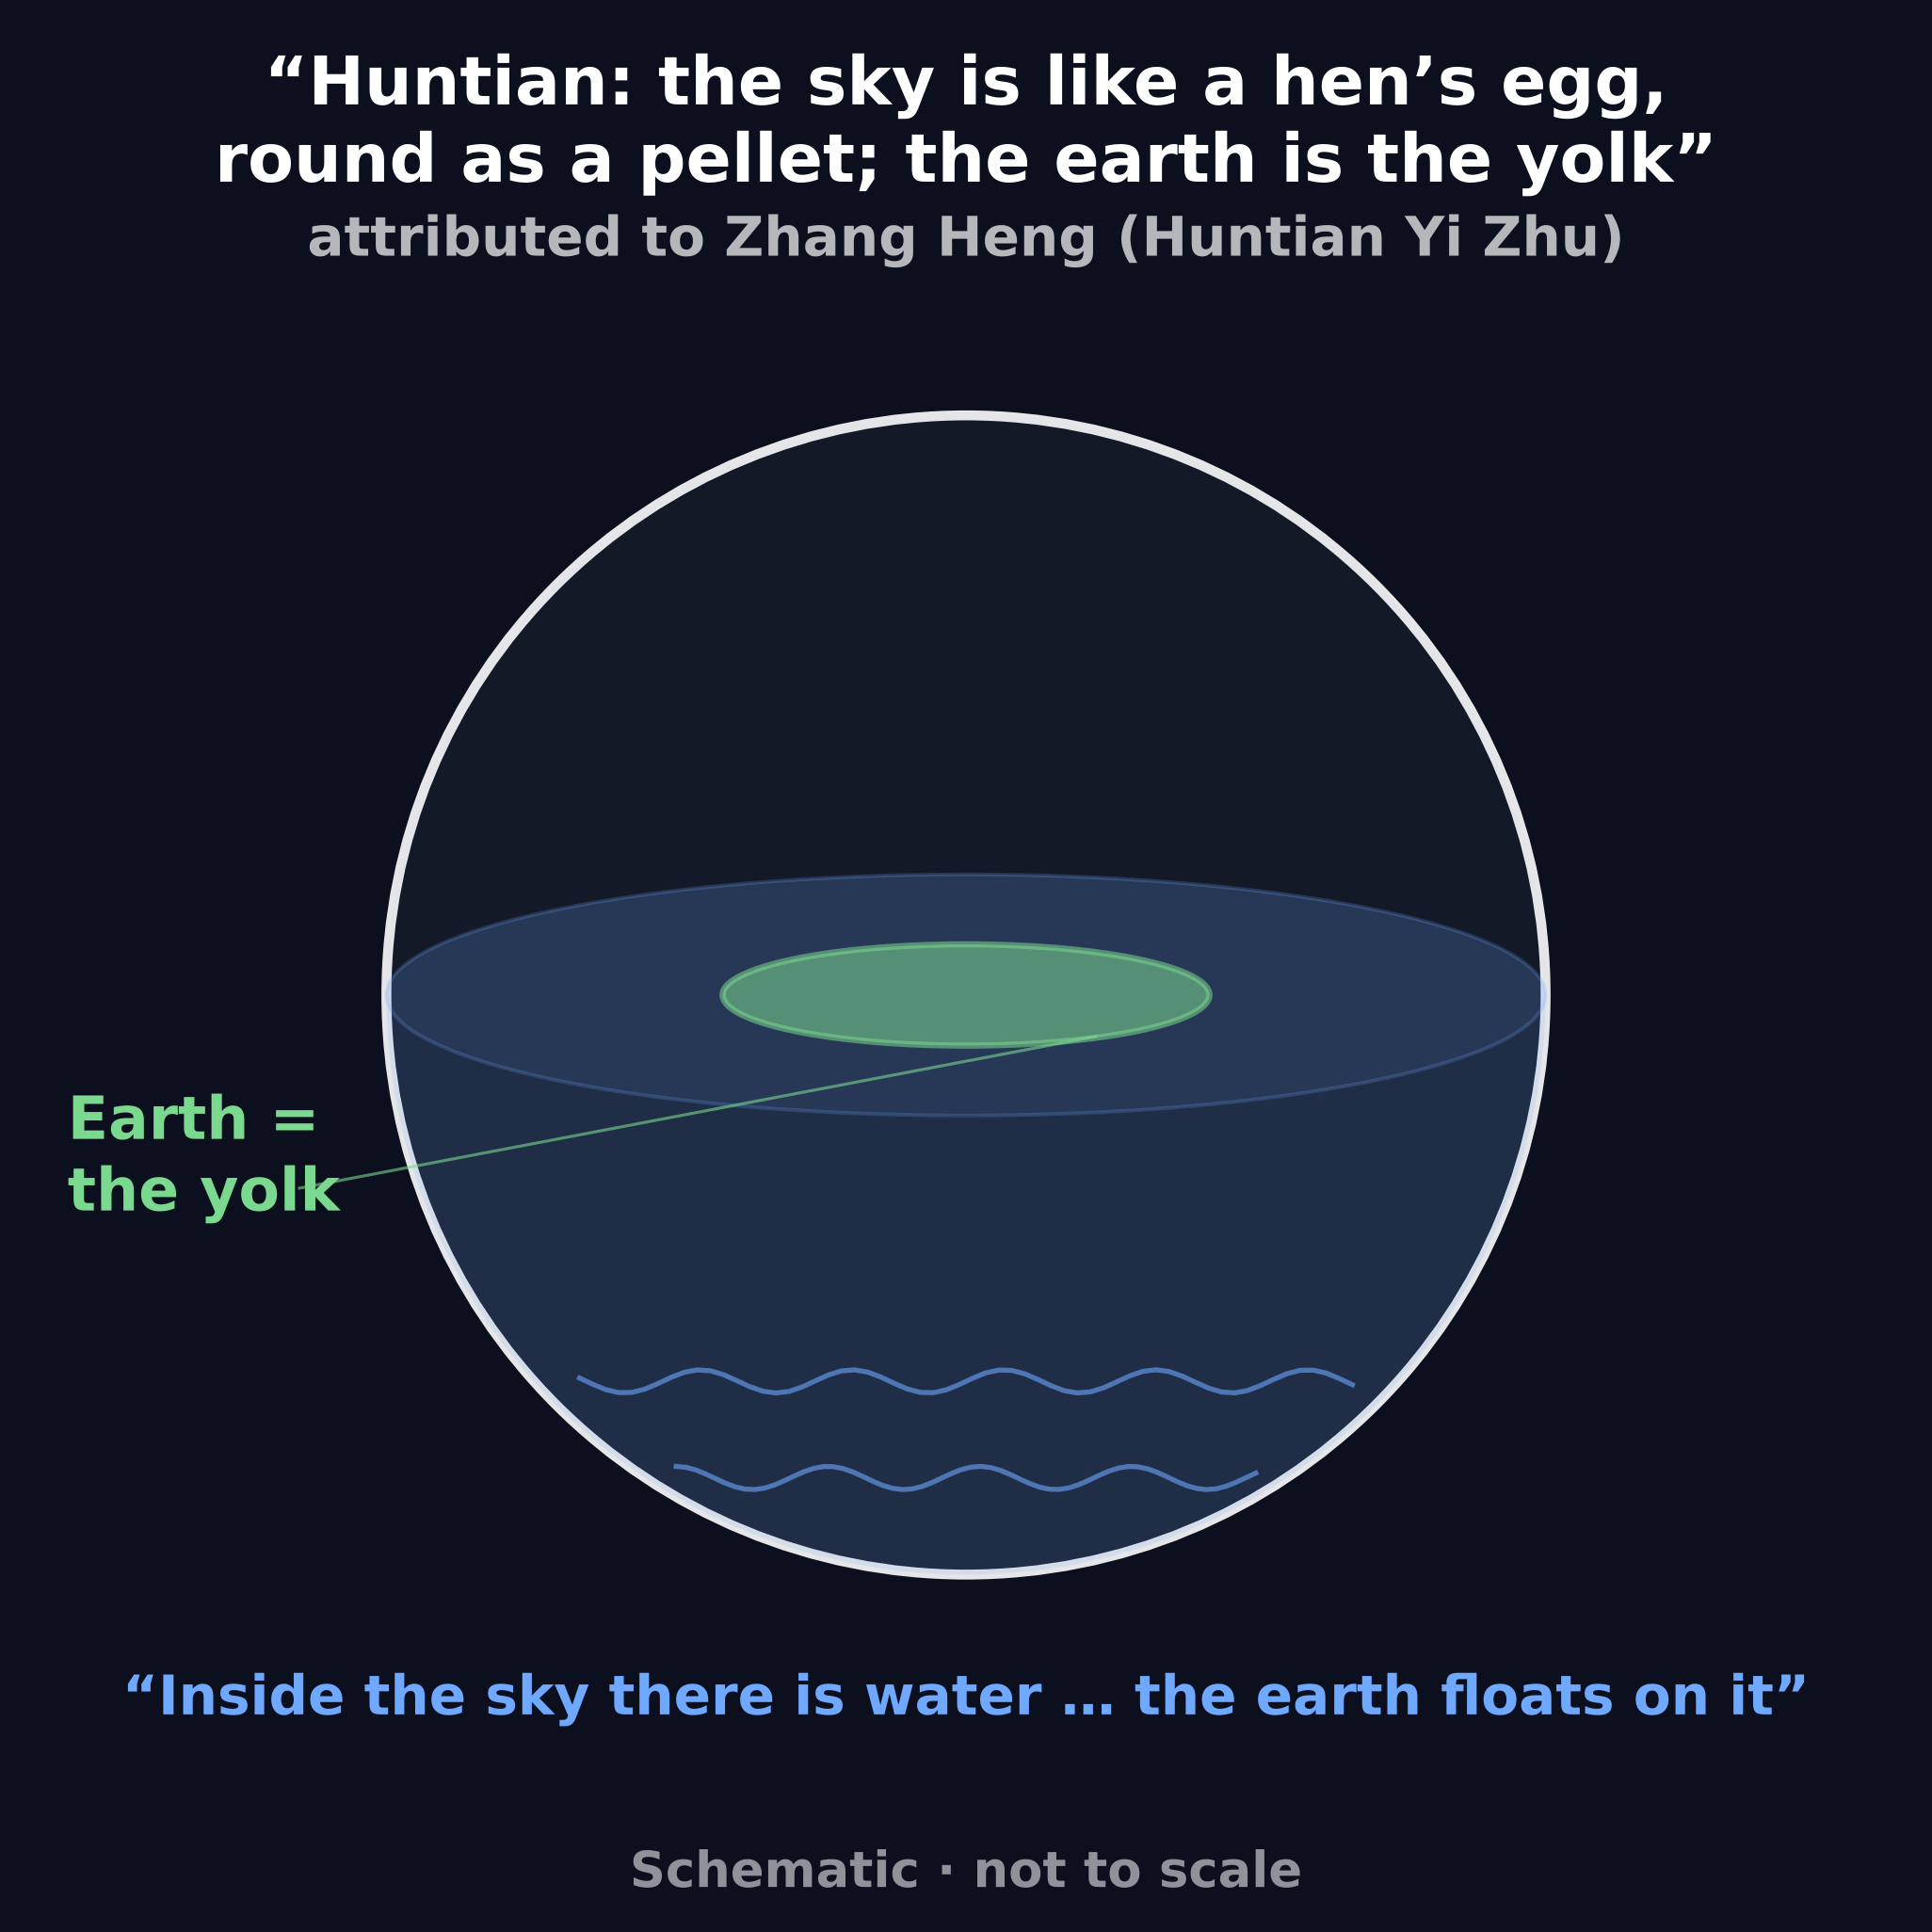 “Huntian: the sky is like a hen’s egg,
round as a pellet; the earth is the yolk”
attributed to Zhang Heng (Huntian Yi Zhu)
Earth =
the yolk
“Inside the sky there is water … the earth floats on it”
Schematic · not to scale